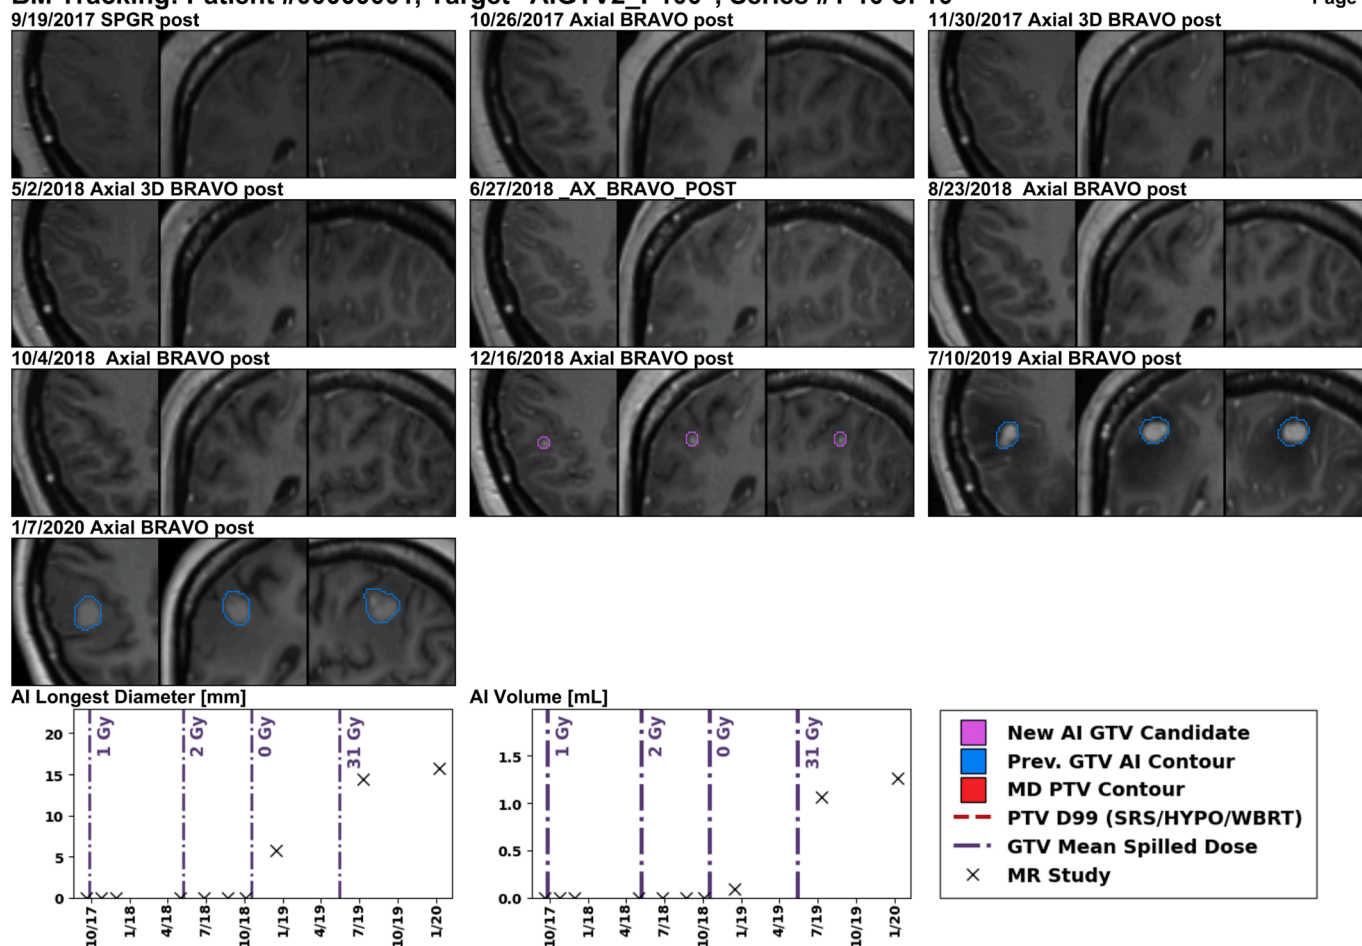 9/19/2017 SPGR post
10/26/2017 Axial BRAVO post
11/30/2017 Axial 3D BRAVO post
5/2/2018 Axial 3D BRAVO post
6/27/2018 _AX_BRAVO_POST
8/23/2018 Axial BRAVO post
10/4/2018 Axial BRAVO post
12/16/2018 Axial BRAVO post
7/10/2019 Axial BRAVO post
1/7/2020 Axial BRAVO post
AI Longest Diameter [mm]
20
15
10
5
0
1 Gy
2 Gy
0 Gy
31 Gy
10/17
1/18
4/18
7/18
10/18
1/19
4/19
7/19
10/19
1/20
AI Volume [mL]
1.5
1.0
0.5
0.0
1 Gy
2 Gy
0 Gy
31 Gy
10/17
1/18
4/18
7/18
10/18
1/19
4/19
7/19
10/19
1/20
New AI GTV Candidate
Prev. GTV AI Contour
MD PTV Contour
PTV D99 (SRS/HYPO/WBRT)
GTV Mean Spilled Dose
MR Study